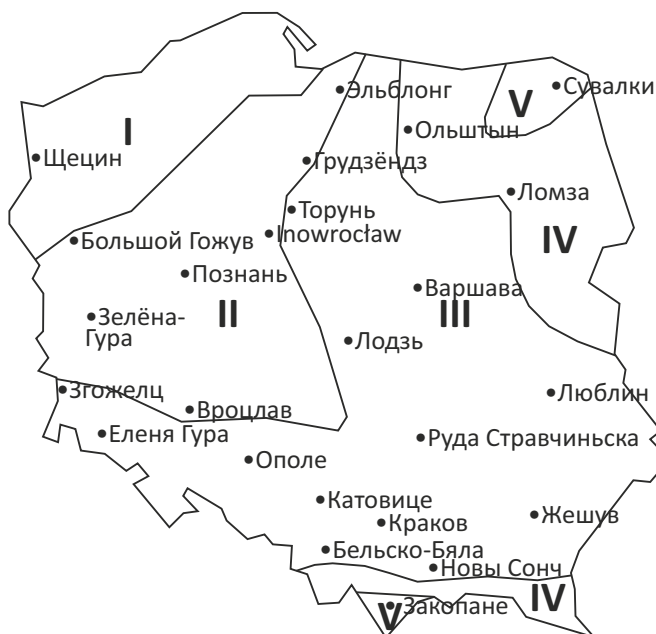 Эльблонг
Сувалки
V
Ольштын
I
Щецин
Грудзёндз
Ломза
Торунь
Inowrocław
Большой Гожув
IV
Познань
Варшава
II
III
Зелёна-
Гура
Лодзь
Згожелц
Люблин
Вроцлав
Еленя Гура
Руда Стравчиньска
Ополе
Катовице
Краков
Жешув
Бельско-Бяла
Новы Сонч
IV
V
Закопане